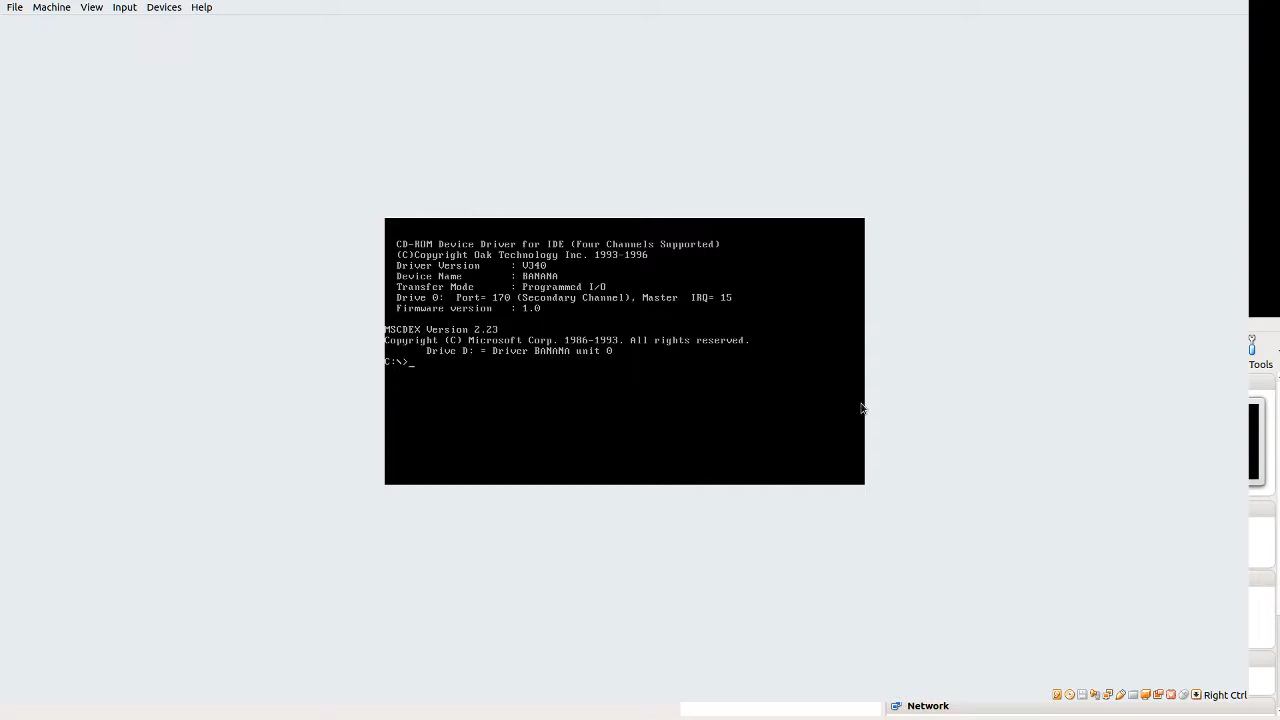 File Machine View Input Devices Help
CD-ROM Device Driver for IDE (Four Channels Supported)
(C)Copyright Oak Technology Inc. 1993-1996
Driver Version : V340
Device Name : BANANA
Transfer Mode : Programmed I/O
Drive 0: Port= 170 (Secondary Channel), Master IRQ= 15
Firmware version : 1.0
MSCDEX Version 2.23
Copyright (C) Microsoft Corp. 1986-1993. All rights reserved.
Drive D: = Driver BANANA unit 0
C:\>_
Tools
Right Ctrl
Network